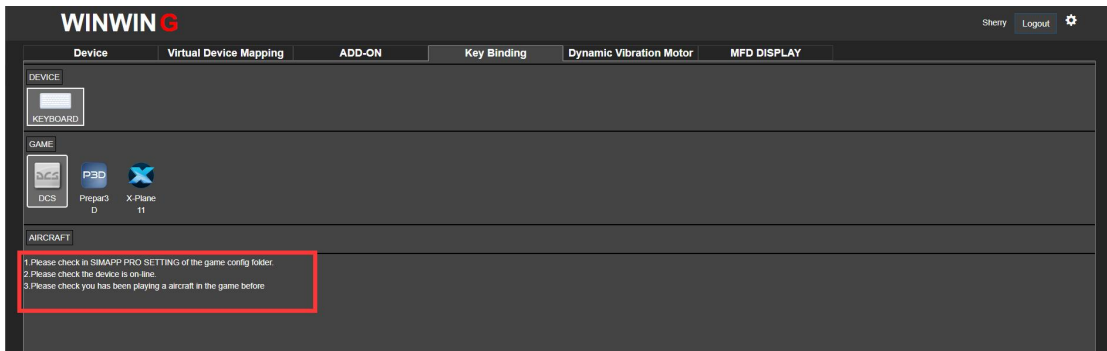 WINWING
Sherry Logout
Device Virtual Device Mapping ADD-ON Key Binding Dynamic Vibration Motor MFD DISPLAY
DEVICE
KEYBOARD
GAME
DCS
P3D
X
DCS Prepar3 X-Plane
D 11
AIRCRAFT
1.Please check in SIMAPP PRO SETTING of the game config folder.
2.Please check the device is on-line.
3.Please check you has been playing a aircraft in the game before